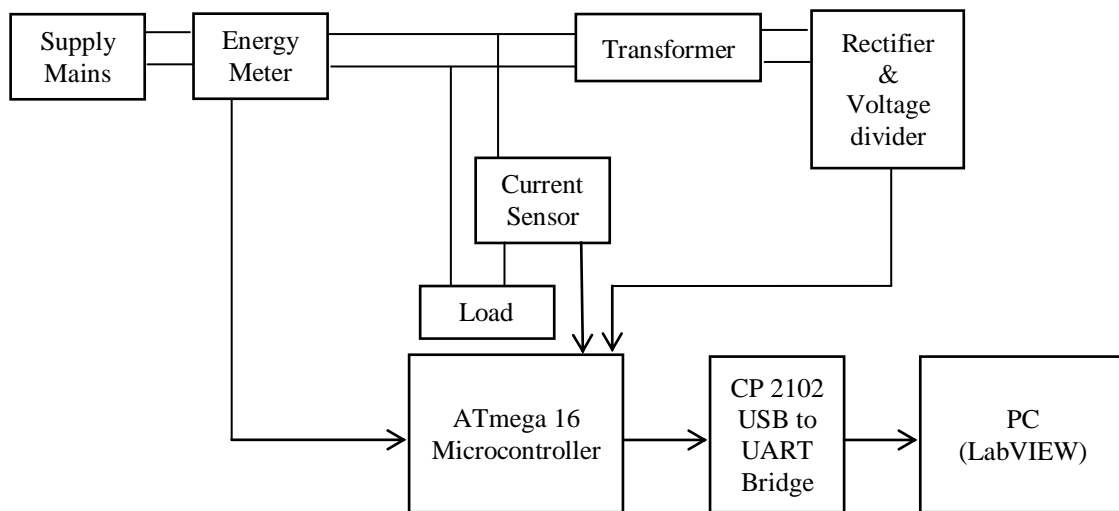 Supply
Mains
Energy
Meter
Transformer
Rectifier
&
Voltage
divider
Current
Sensor
Load
ATmega 16
Microcontroller
CP 2102
USB to
UART
Bridge
PC
(LabVIEW)